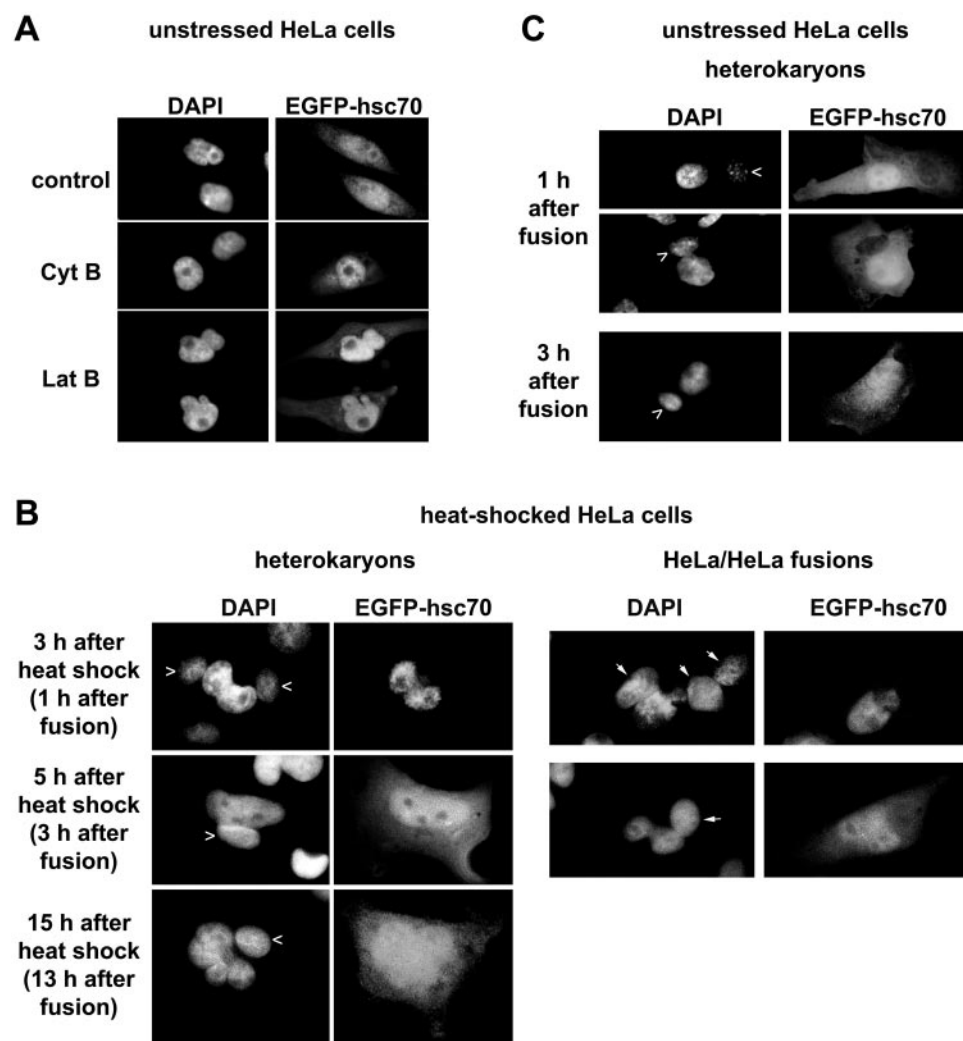 A
unstressed HeLa cells
DAPI
EGFP-hsc70
control
Cyt B
Lat B
C
unstressed HeLa cells
heterokaryons
DAPI
EGFP-hsc70
1 h
after
fusion
<
>
3 h
after
fusion
>
B
heat-shocked HeLa cells
heterokaryons
DAPI
EGFP-hsc70
3 h after
heat shock
(1 h after
fusion)
>
<
5 h after
heat shock
(3 h after
fusion)
>
15 h after
heat shock
(13 h after
fusion)
<
HeLa/HeLa fusions
DAPI
EGFP-hsc70